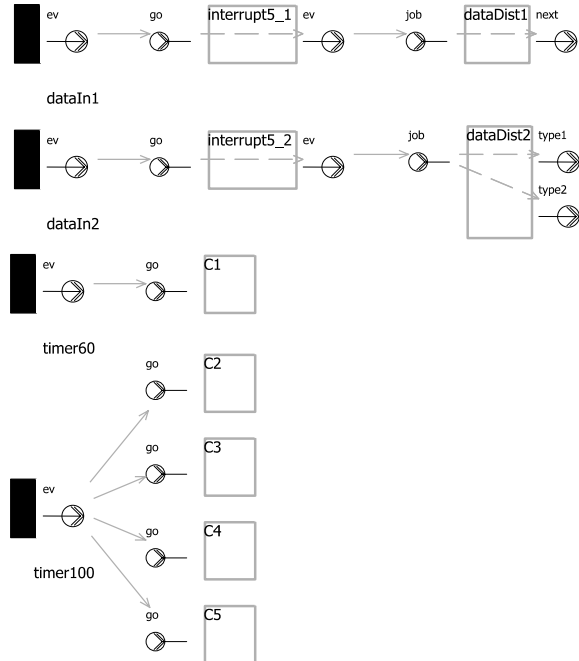 ev go interrupt5_1 ev job dataDist1 next
dataIn1
ev go interrupt5_2 ev job dataDist2 type1
type2
dataIn2
ev go C1
timer60
go C2
go C3
ev
go C4
timer100
go C5